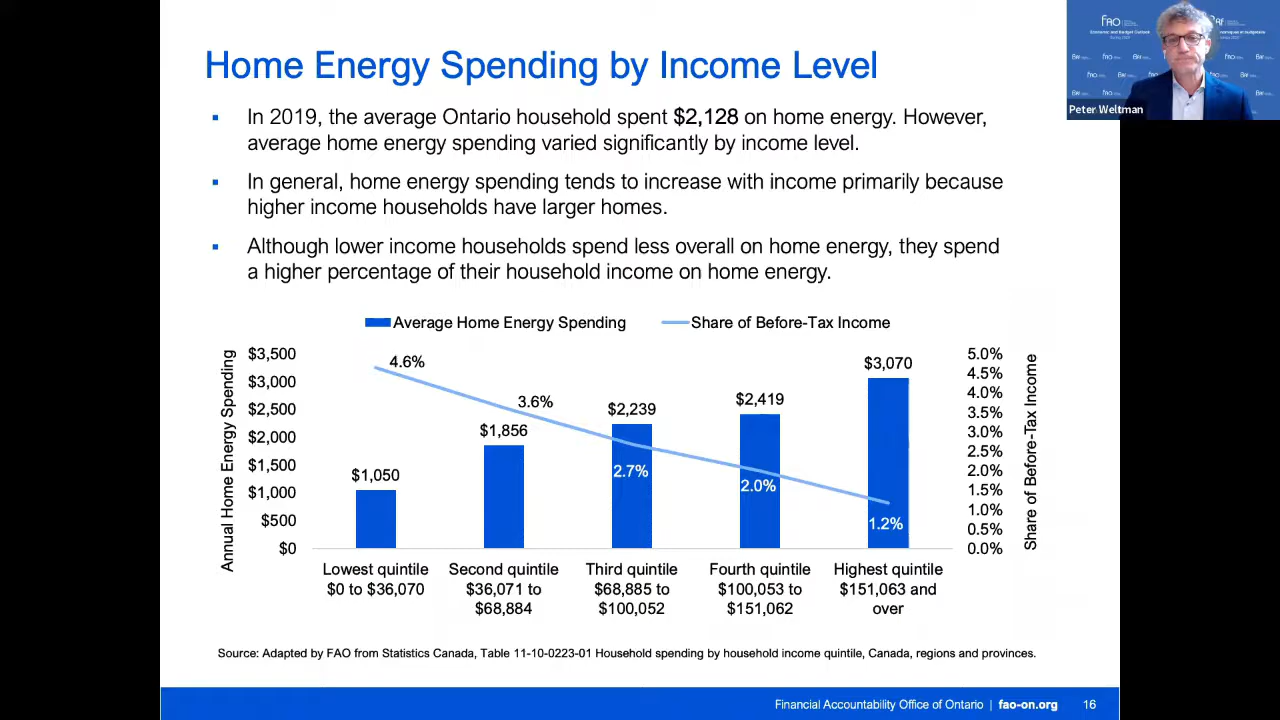 Home Energy Spending by Income Level
FAO
Peter Weltman
▪ In 2019, the average Ontario household spent $2,128 on home energy. However,
average home energy spending varied significantly by income level.
▪ In general, home energy spending tends to increase with income primarily because
higher income households have larger homes.
▪ Although lower income households spend less overall on home energy, they spend
a higher percentage of their household income on home energy.
Average Home Energy Spending
Share of Before-Tax Income
Annual Home Energy Spending
$3,500
$3,000
$2,500
$2,000
$1,500
$1,000
$500
$0
4.6%
3.6%
2.7%
2.0%
1.2%
$1,050
$1,856
$2,239
$2,419
$3,070
5.0%
4.5%
4.0%
3.5%
3.0%
2.5%
2.0%
1.5%
1.0%
0.5%
0.0%
Share of Before-Tax Income
Lowest quintile
$0 to $36,070
Second quintile
$36,071 to
$68,884
Third quintile
$68,885 to
$100,052
Fourth quintile
$100,053 to
$151,062
Highest quintile
$151,063 and
over
Source: Adapted by FAO from Statistics Canada, Table 11-10-0223-01 Household spending by household income quintile, Canada, regions and provinces.
Financial Accountability Office of Ontario | fao-on.org 16